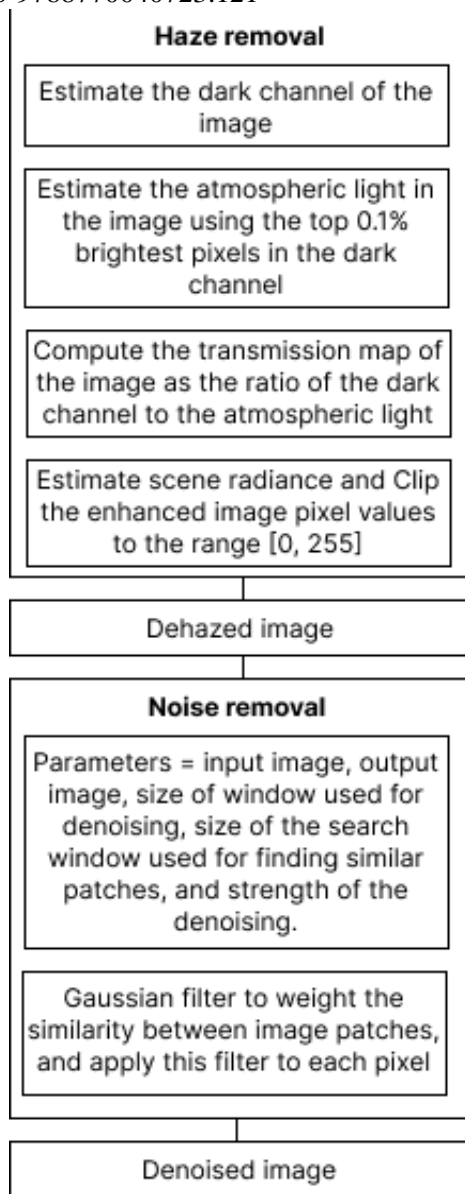 Haze removal
Estimate the dark channel of the
image
Estimate the atmospheric light in
the image using the top 0.1%
brightest pixels in the dark
channel
Compute the transmission map of
the image as the ratio of the dark
channel to the atmospheric light
Estimate scene radiance and Clip
the enhanced image pixel values
to the range [0, 255]
Dehazed image
Noise removal
Parameters = input image, output
image, size of window used for
denoising, size of the search
window used for finding similar
patches, and strength of the
denoising.
Gaussian filter to weight the
similarity between image patches,
and apply this filter to each pixel
Denoised image